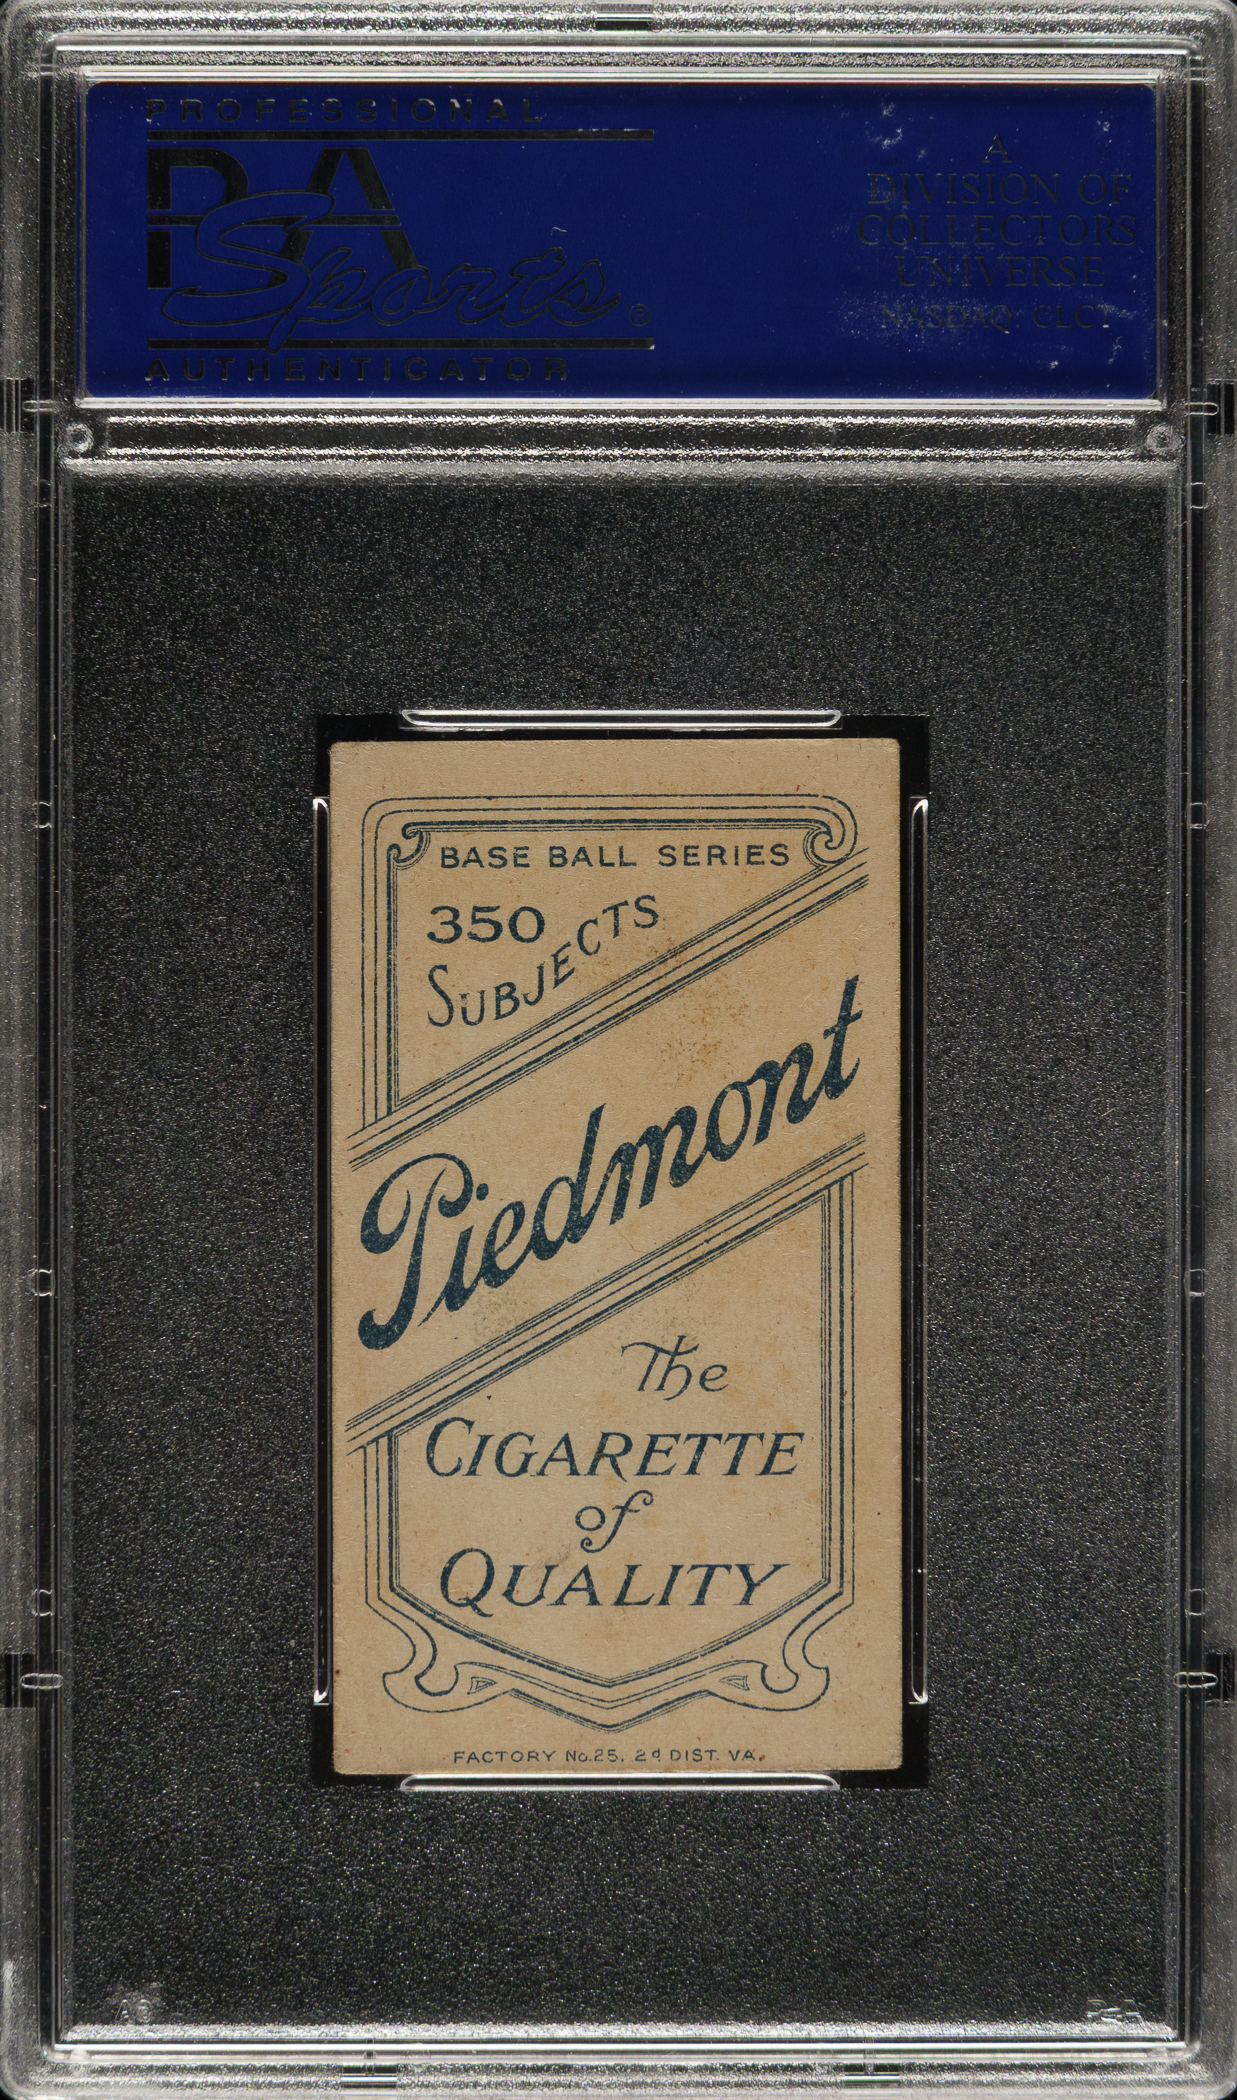 PROFESSIONAL
PSA
Sports®
AUTHENTICATOR
A
DIVISION OF
COLLECTORS
UNIVERSE
NASDAQ: CLCT
BASE BALL SERIES
350
SUBJECTS
Piedmont
The
CIGARETTE
of
QUALITY
FACTORY No. 25, 2d DIST. VA.
PSA